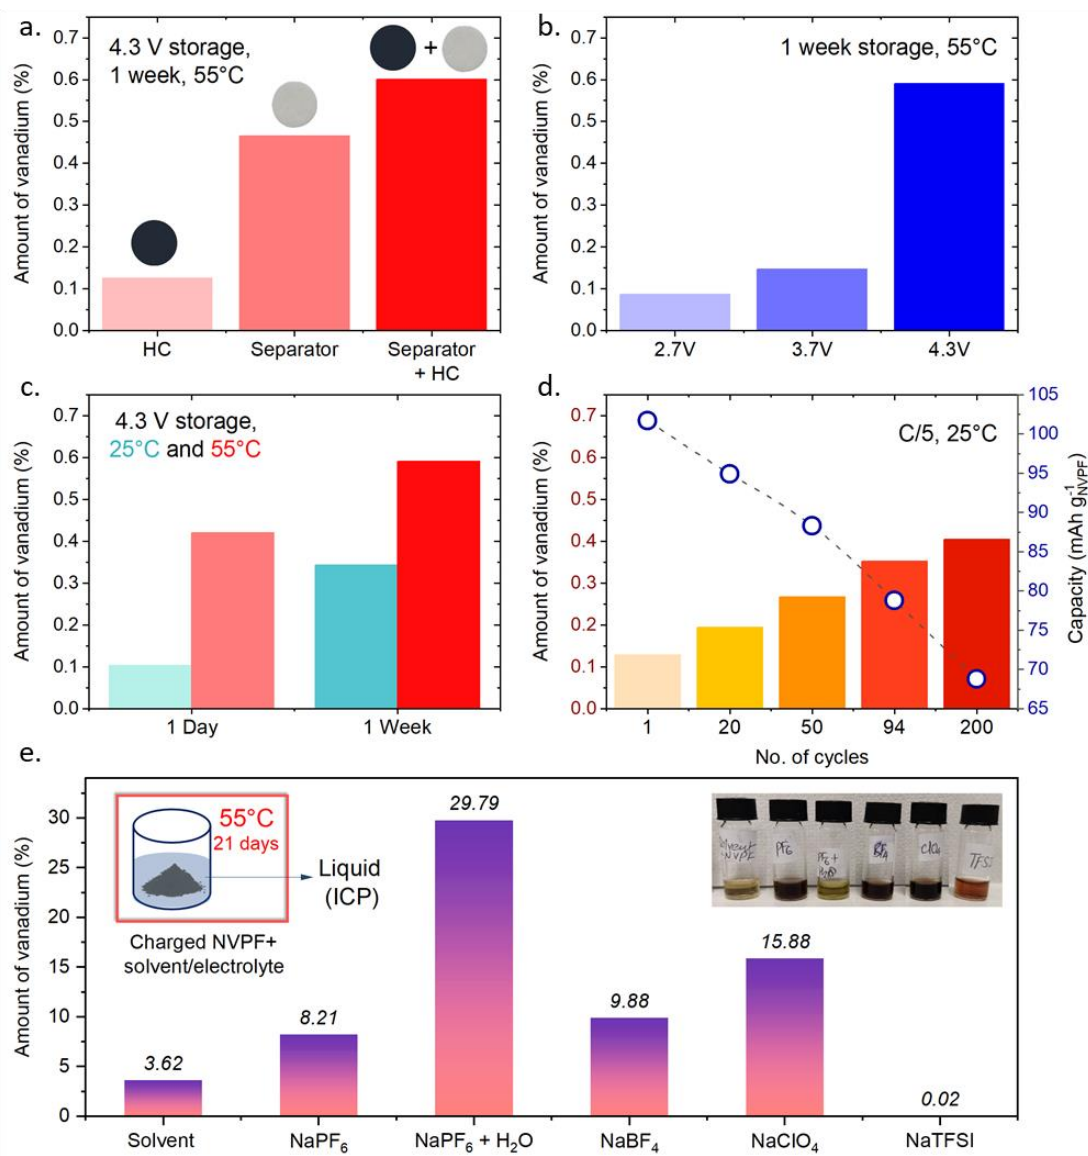 a.
4.3 V storage,
1 week, 55°C
+
Amount of vanadium (%)
0.7
0.6
0.5
0.4
0.3
0.2
0.1
0.0
HC
Separator
Separator
+ HC
b.
1 week storage, 55°C
Amount of vanadium (%)
0.7
0.6
0.5
0.4
0.3
0.2
0.1
0.0
2.7V
3.7V
4.3V
c.
4.3 V storage,
25°C and 55°C
Amount of vanadium (%)
0.7
0.6
0.5
0.4
0.3
0.2
0.1
0.0
1 Day
1 Week
d.
C/5, 25°C
Amount of vanadium (%)
0.7
0.6
0.5
0.4
0.3
0.2
0.1
0.0
105
100
95
90
85
80
75
70
65
Capacity (mAh g⁻¹NVPF)
1
20
50
94
200
No. of cycles
e.
Amount of vanadium (%)
30
25
20
15
10
5
0
55°C
21 days
Liquid
(ICP)
Charged NVPF+
solvent/electrolyte
Solvent
NVPF
PF6
PF6 +
BF4
ClO4
TFSI
3.62
8.21
29.79
9.88
15.88
0.02
Solvent
NaPF₆
NaPF₆ + H₂O
NaBF₄
NaClO₄
NaTFSI